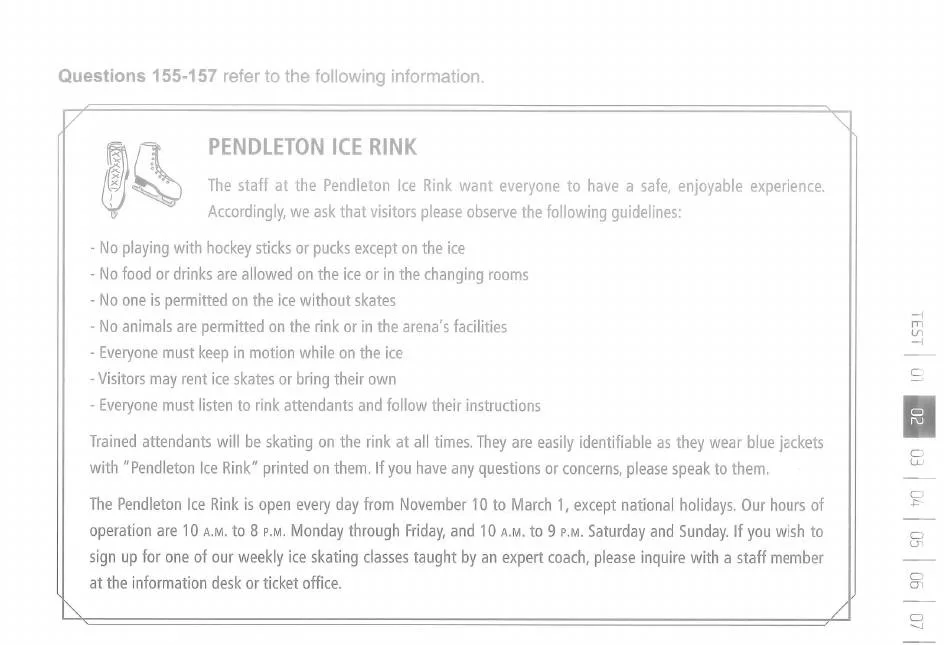 Questions 155-157 refer to the following information.
PENDLETON ICE RINK
The staff at the Pendleton Ice Rink want everyone to have a safe, enjoyable experience.
Accordingly, we ask that visitors please observe the following guidelines:
- No playing with hockey sticks or pucks except on the ice
- No food or drinks are allowed on the ice or in the changing rooms
- No one is permitted on the ice without skates
- No animals are permitted on the rink or in the arena's facilities
- Everyone must keep in motion while on the ice
- Visitors may rent ice skates or bring their own
- Everyone must listen to rink attendants and follow their instructions
Trained attendants will be skating on the rink at all times. They are easily identifiable as they wear blue jackets
with "Pendleton Ice Rink" printed on them. If you have any questions or concerns, please speak to them.
The Pendleton Ice Rink is open every day from November 10 to March 1, except national holidays. Our hours of
operation are 10 A.M. to 8 P.M. Monday through Friday, and 10 A.M. to 9 P.M. Saturday and Sunday. If you wish to
sign up for one of our weekly ice skating classes taught by an expert coach, please inquire with a staff member
at the information desk or ticket office.
TEST
01
02
03
04
05
06
07